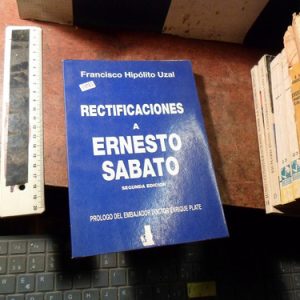 Francisco Hipólito Uzal
RECTIFICACIONES
A
ERNESTO
SABATO
SEGUNDA EDICION
PROLOGO DEL EMBAJADOR DOCTOR ENRIQUE PLATE